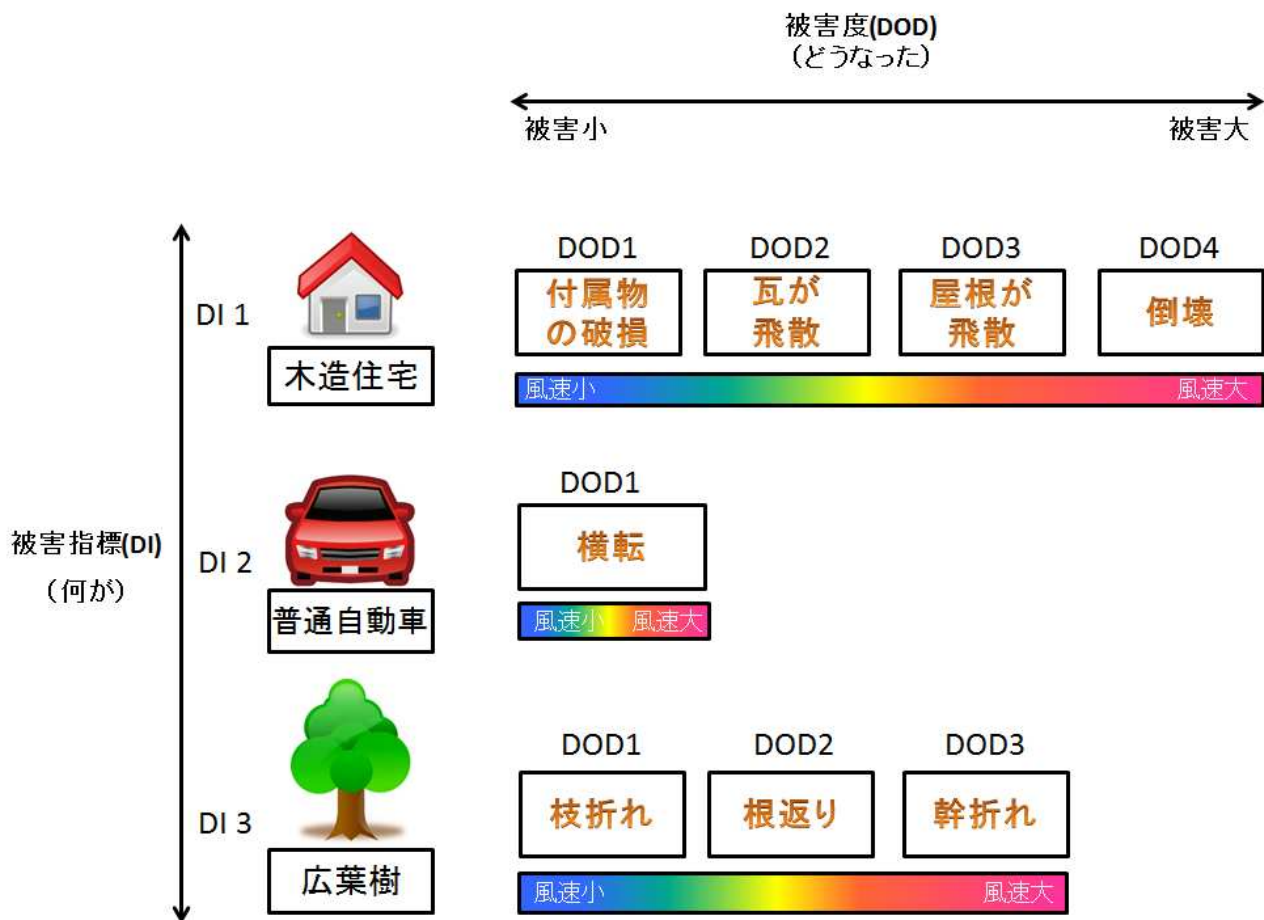 被害度(DOD)
（どうなった）
被害小 被害大
DOD1 DOD2 DOD3 DOD4
DI 1
付属物
の破損
瓦が
飛散
屋根が
飛散
倒壊
木造住宅
風速小 風速大
DOD1
横転
被害指標(DI)
（何が）
DI 2
普通自動車
風速小 風速大
DOD1 DOD2 DOD3
DI 3
枝折れ 根返り 幹折れ
広葉樹
風速小 風速大